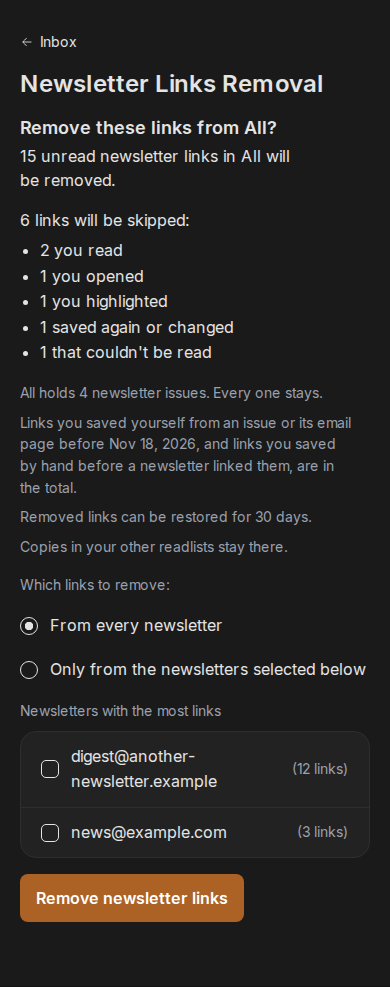 ← Inbox
Newsletter Links Removal
Remove these links from All?
15 unread newsletter links in All will
be removed.
6 links will be skipped:
• 2 you read
• 1 you opened
• 1 you highlighted
• 1 saved again or changed
• 1 that couldn't be read
All holds 4 newsletter issues. Every one stays.
Links you saved yourself from an issue or its email
page before Nov 18, 2026, and links you saved
by hand before a newsletter linked them, are in
the total.
Removed links can be restored for 30 days.
Copies in your other readlists stay there.
Which links to remove:
From every newsletter
Only from the newsletters selected below
Newsletters with the most links
digest@another-
newsletter.example
(12 links)
news@example.com
(3 links)
Remove newsletter links